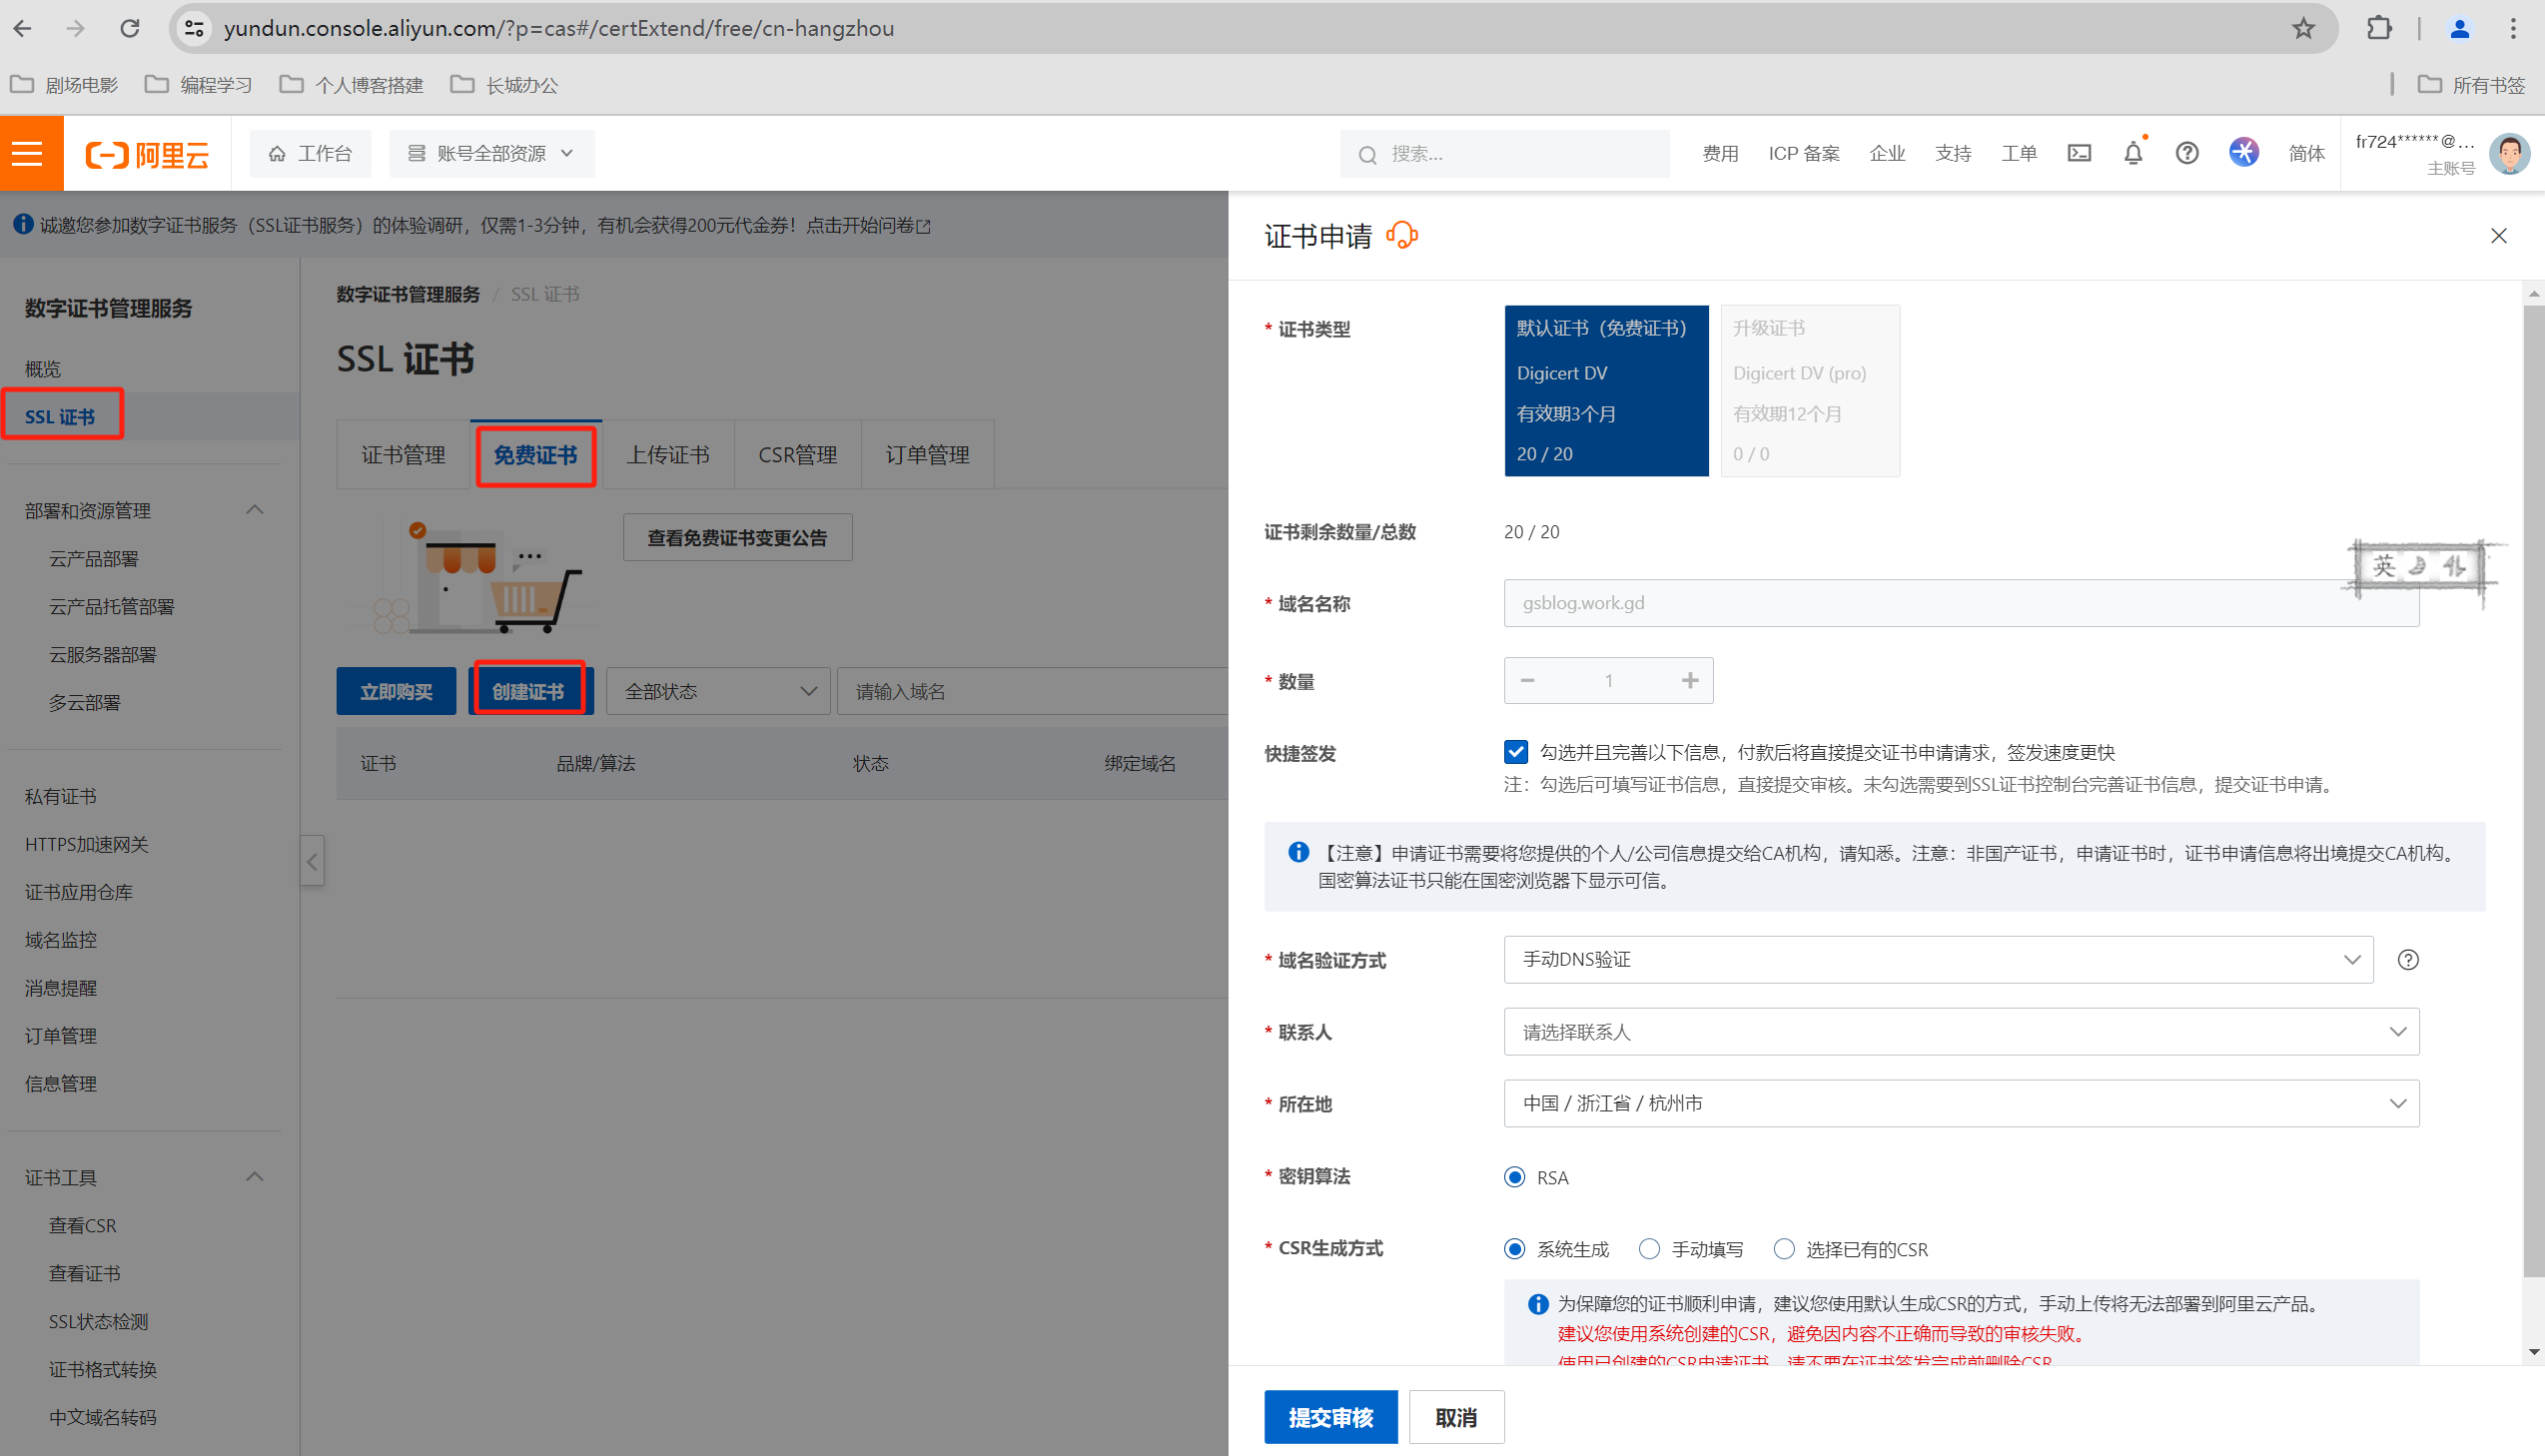 yundun.console.aliyun.com/?p=cas#/certExtend/free/cn-hangzhou
剧场电影
编程学习
个人博客搭建
长城办公
所有书签
阿里云
工作台
账号全部资源
搜索...
费用
ICP 备案
企业
支持
工单
简体
fr724******@...
主账号
诚邀您参加数字证书服务（SSL证书服务）的体验调研，仅需1-3分钟，有机会获得200元代金券！点击开始问卷
数字证书管理服务
概览
SSL 证书
部署和资源管理
云产品部署
云产品托管部署
云服务器部署
多云部署
私有证书
HTTPS加速网关
证书应用仓库
域名监控
消息提醒
订单管理
信息管理
证书工具
查看CSR
查看证书
SSL状态检测
证书格式转换
中文域名转码
数字证书管理服务 / SSL 证书
SSL 证书
证书管理
免费证书
上传证书
CSR管理
订单管理
查看免费证书变更公告
立即购买
创建证书
全部状态
请输入域名
证书
品牌/算法
状态
绑定域名
证书申请
* 证书类型
默认证书（免费证书）
Digicert DV
有效期3个月
20 / 20
升级证书
Digicert DV (pro)
有效期12个月
0 / 0
证书剩余数量/总数
20 / 20
* 域名名称
gsblog.work.gd
英
* 数量
1
快捷签发
勾选并且完善以下信息，付款后将直接提交证书申请请求，签发速度更快
注：勾选后可填写证书信息，直接提交审核。未勾选需要到SSL证书控制台完善证书信息，提交证书申请。
【注意】申请证书需要将您提供的个人/公司信息提交给CA机构，请知悉。注意：非国产证书，申请证书时，证书申请信息将出境提交CA机构。
国密算法证书只能在国密浏览器下显示可信。
* 域名验证方式
手动DNS验证
* 联系人
请选择联系人
* 所在地
中国 / 浙江省 / 杭州市
* 密钥算法
RSA
* CSR生成方式
系统生成
手动填写
选择已有的CSR
为保障您的证书顺利申请，建议您使用默认生成CSR的方式，手动上传将无法部署到阿里云产品。
建议您使用系统创建的CSR，避免因内容不正确而导致的审核失败。
使用已创建的CSR申请证书，请不要在证书签发完成前删除CSR
提交审核
取消